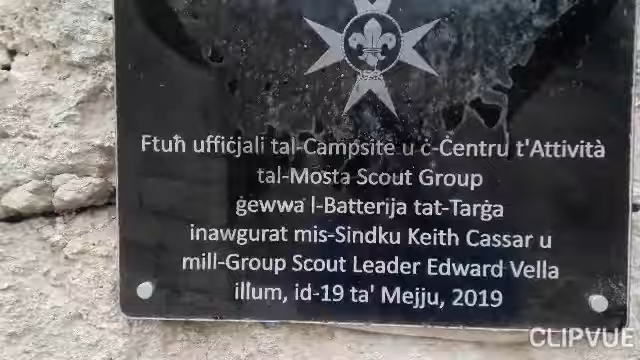 Ftuħ uffiċjali tal-Campsite u ċ-Ċentru t'Attività
tal-Mosta Scout Group
ġewwa l-Batterija tat-Tarġa
inawgurat mis-Sindku Keith Cassar u
mill-Group Scout Leader Edward Vella
illum, id-19 ta' Mejju, 2019
CLIPVUE